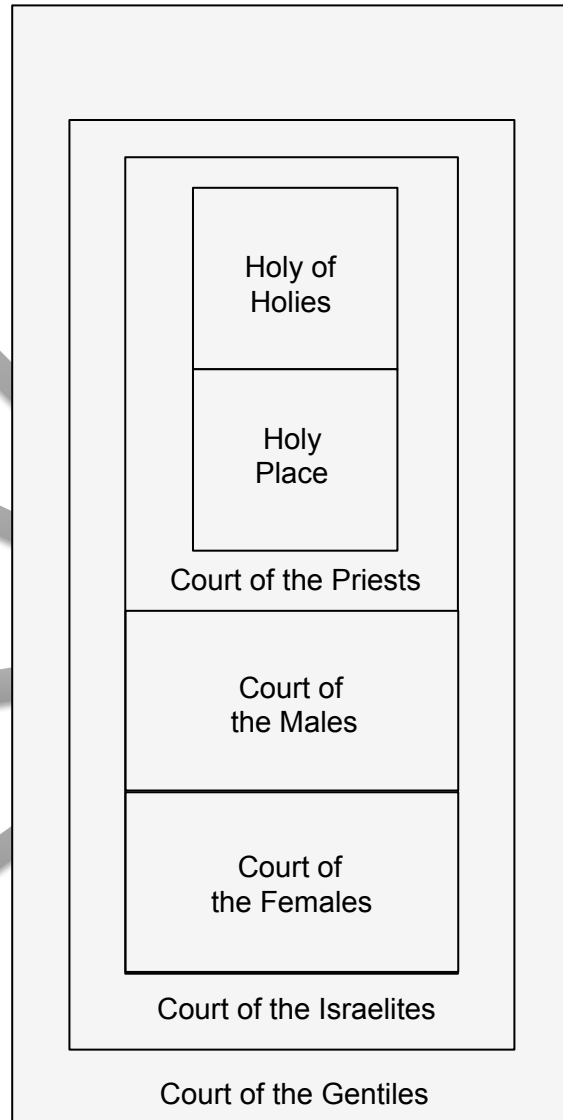 Holy of
Holies
Holy
Place
Court of the Priests
Court of
the Males
Court of
the Females
Court of the Israelites
Court of the Gentiles